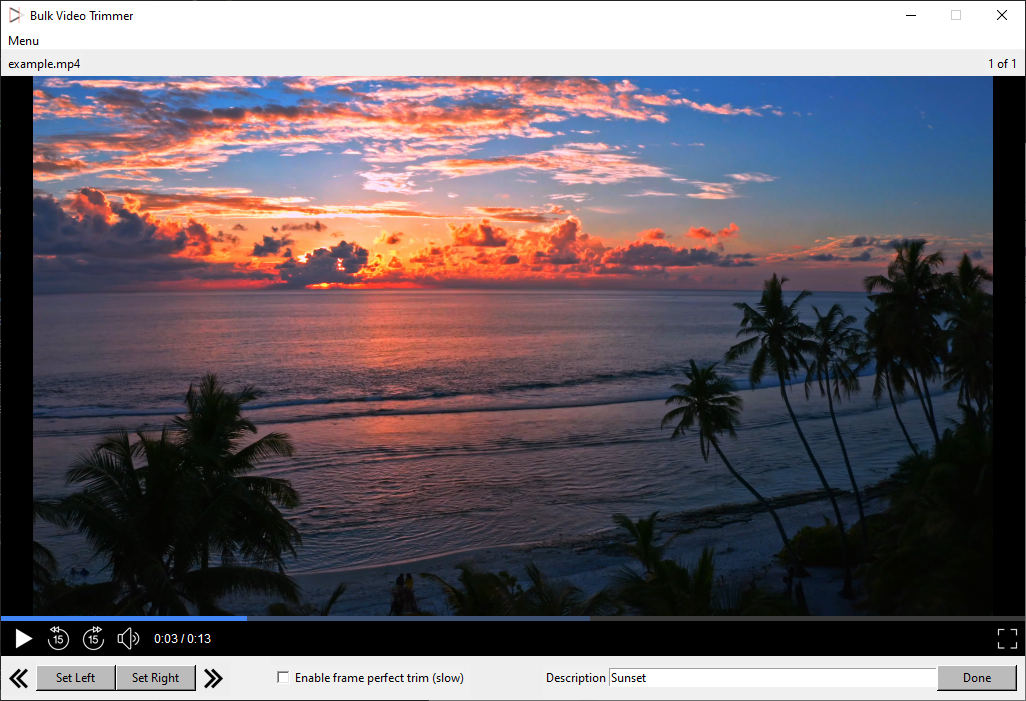 Bulk Video Trimmer
Menu
example.mp4 1 of 1
15 15 0:03 / 0:13
Set Left Set Right Enable frame perfect trim (slow) Description Sunset Done